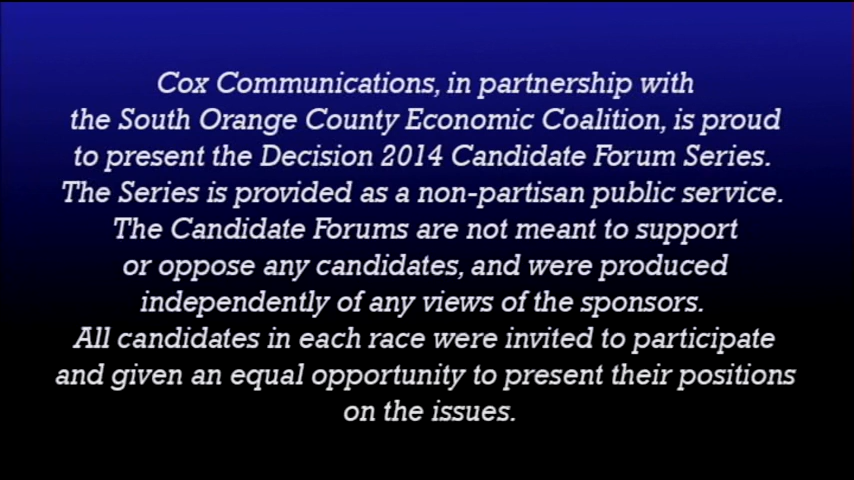 Cox Communications, in partnership with
the South Orange County Economic Coalition, is proud
to present the Decision 2014 Candidate Forum Series.
The Series is provided as a non-partisan public service.
The Candidate Forums are not meant to support
or oppose any candidates, and were produced
independently of any views of the sponsors.
All candidates in each race were invited to participate
and given an equal opportunity to present their positions
on the issues.